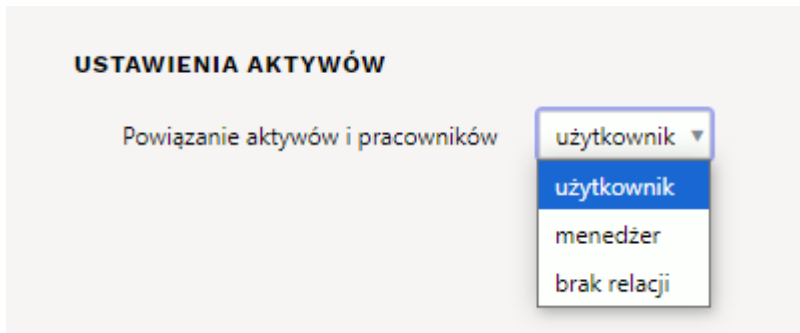 USTAWIENIA AKTYWÓW
Powiązanie aktywów i pracowników użytkownik
użytkownik
menedżer
brak relacji